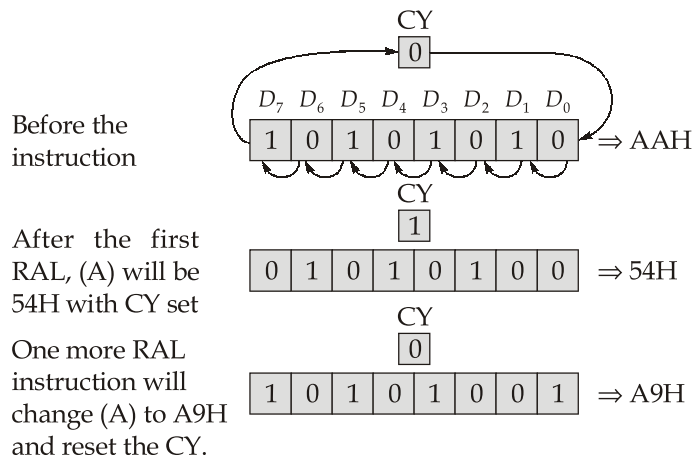 CY
0
D7 D6 D5 D4 D3 D2 D1 D0
Before the
instruction
1 0 1 0 1 0 1 0 ⇒ AAH
CY
1
After the first
RAL, (A) will be
54H with CY set
0 1 0 1 0 1 0 0 ⇒ 54H
CY
0
One more RAL
instruction will
change (A) to A9H
and reset the CY.
1 0 1 0 1 0 0 1 ⇒ A9H